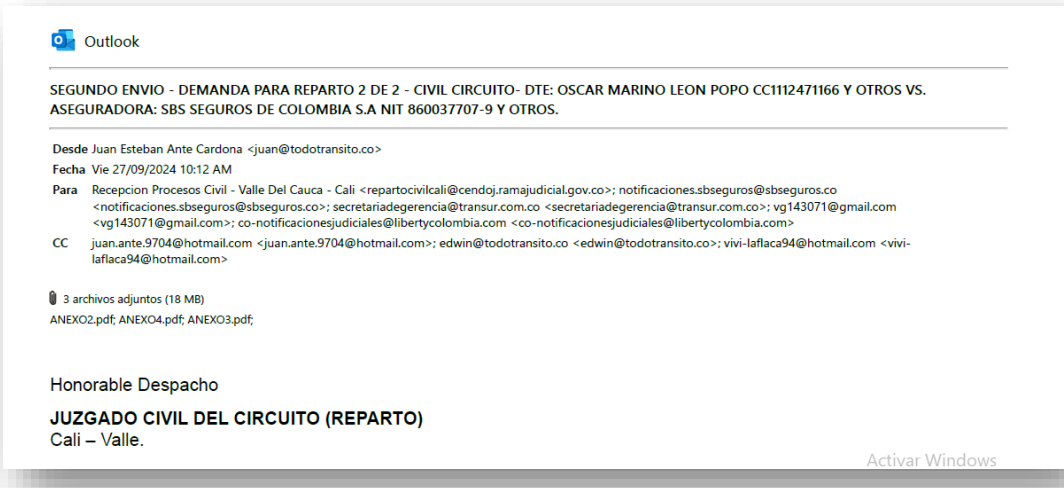 Outlook
SEGUNDO ENVIO - DEMANDA PARA REPARTO 2 DE 2 - CIVIL CIRCUITO- DTE: OSCAR MARINO LEON POPO CC1112471166 Y OTROS VS.
ASEGURADORA: SBS SEGUROS DE COLOMBIA S.A NIT 860037707-9 Y OTROS.
Desde Juan Esteban Ante Cardona <juan@todotransito.co>
Fecha Vie 27/09/2024 10:12 AM
Para Recepcion Procesos Civil - Valle Del Cauca - Cali <repartocivilcali@cendoj.ramajudicial.gov.co>; notificaciones.sbseguros@sbseguros.co
<notificaciones.sbseguros@sbseguros.co>; secretariadegerencia@transur.com.co <secretariadegerencia@transur.com.co>; vg143071@gmail.com
<vg143071@gmail.com>; co-notificacionesjudiciales@libertycolombia.com <co-notificacionesjudiciales@libertycolombia.com>
CC juan.ante.9704@hotmail.com <juan.ante.9704@hotmail.com>; edwin@todotransito.co <edwin@todotransito.co>; vivi-laflaca94@hotmail.com <vivi-
laflaca94@hotmail.com>
3 archivos adjuntos (18 MB)
ANEXO2.pdf; ANEXO4.pdf; ANEXO3.pdf;
Honorable Despacho
JUZGADO CIVIL DEL CIRCUITO (REPARTO)
Cali – Valle.
Activar Windows